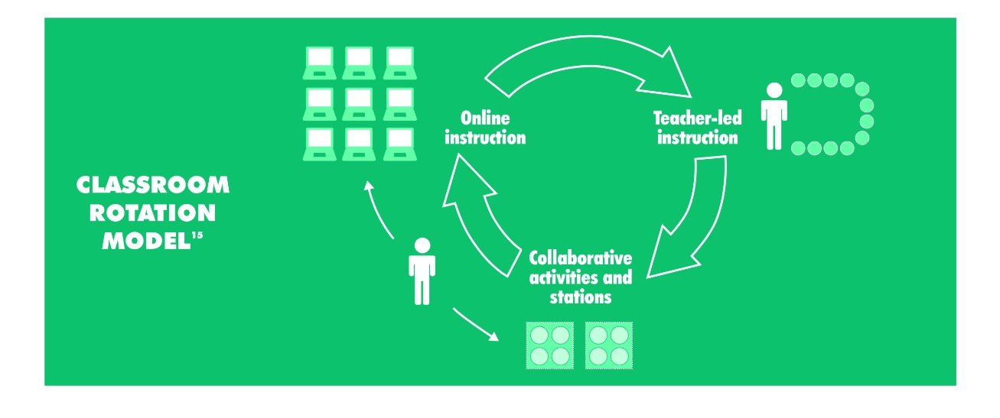 CLASSROOM
ROTATION
MODEL¹⁵
Online
instruction
Teacher-led
instruction
Collaborative
activities and
stations